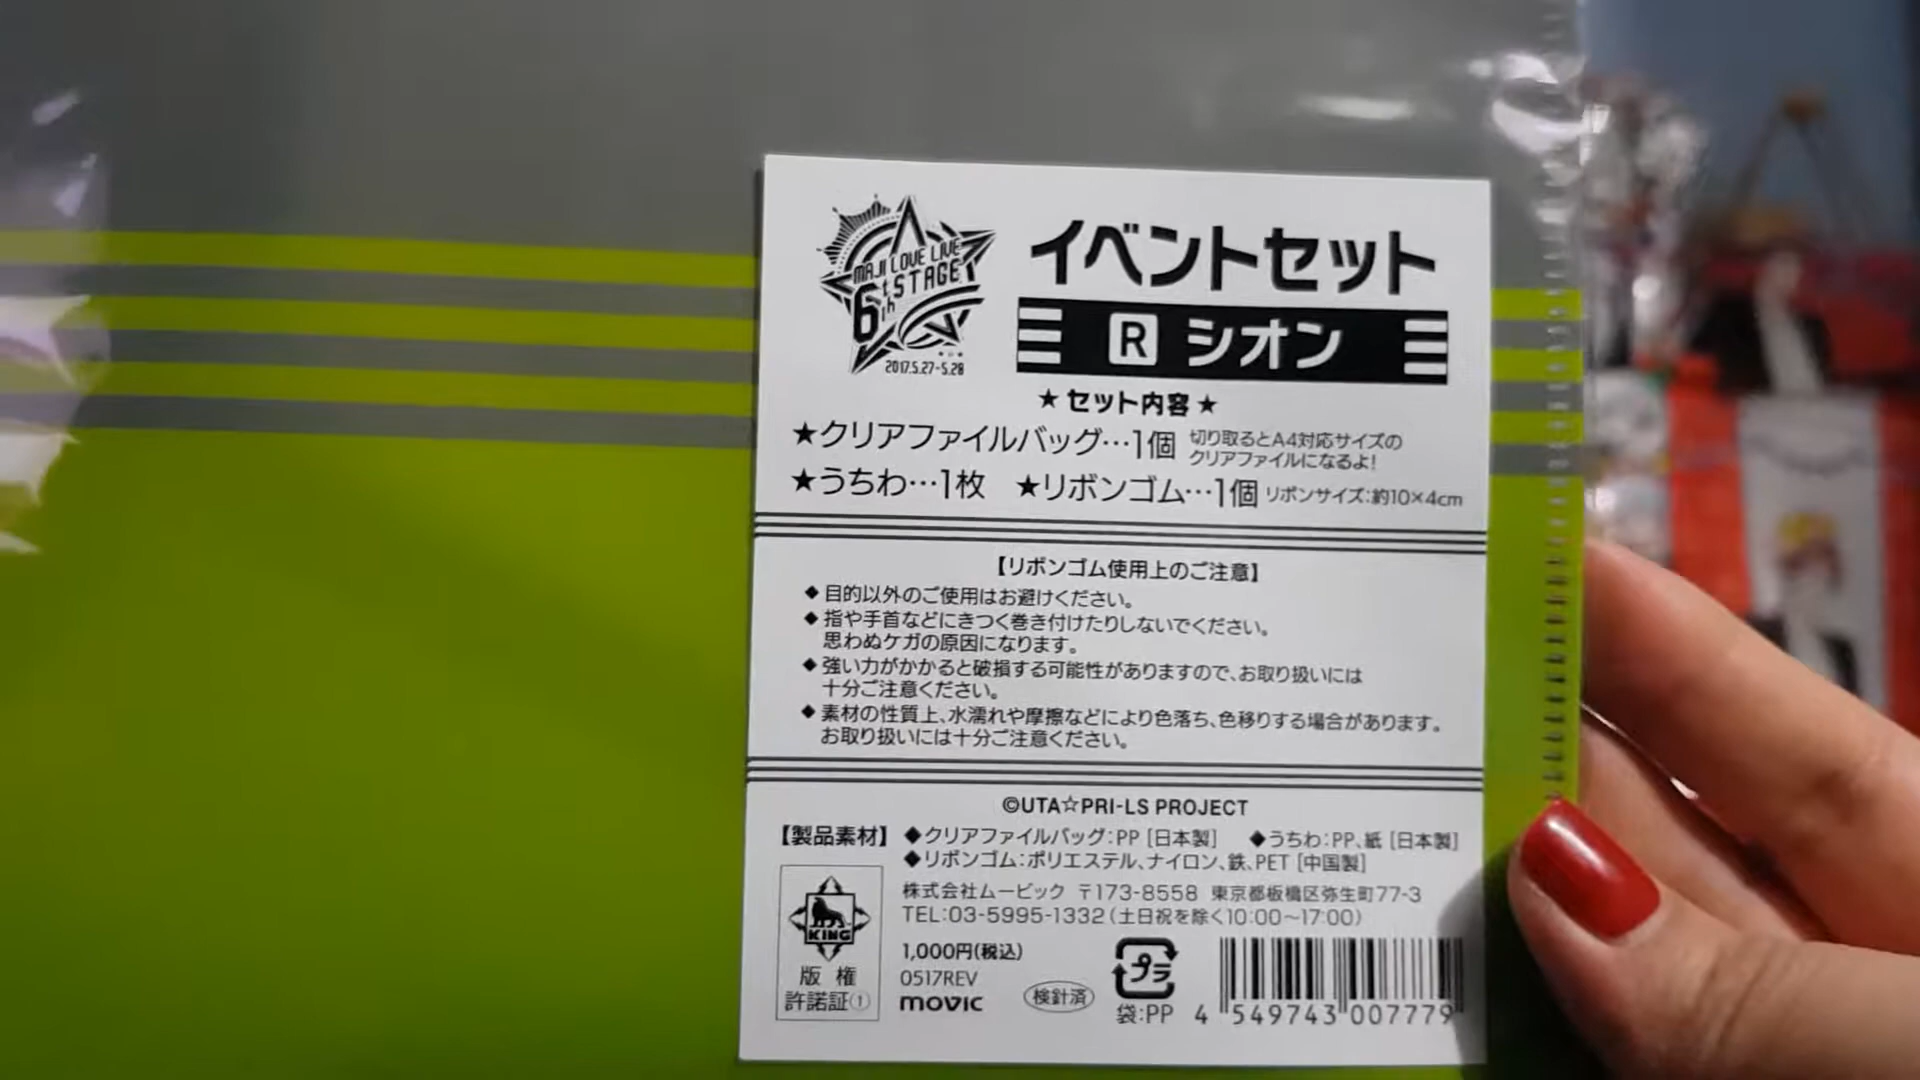 MAJI LOVE LIVE
6th STAGE
2017.5.27-5.28
イベントセット
R シオン
★セット内容★
★クリアファイルバッグ…1個 切り取るとA4対応サイズの
クリアファイルになるよ!
★うちわ…1枚 ★リボンゴム…1個 リボンサイズ:約10×4cm
【リボンゴム使用上のご注意】
◆目的以外のご使用はお避けください。
◆指や手首などにきつく巻き付けたりしないでください。
思わぬケガの原因になります。
◆強い力がかかると破損する可能性がありますので、お取り扱いには
十分ご注意ください。
◆素材の性質上、水濡れや摩擦などにより色落ち、色移りする場合があります。
お取り扱いには十分ご注意ください。
©UTA☆PRI-LS PROJECT
【製品素材】 ◆クリアファイルバッグ:PP [日本製] ◆うちわ:PP、紙 [日本製]
◆リボンゴム:ポリエステル、ナイロン、鉄、PET [中国製]
株式会社ムービック 〒173-8558 東京都板橋区弥生町77-3
TEL:03-5995-1332(土日祝を除く10:00〜17:00)
KING
版権
許諾証①
1,000円(税込)
0517REV
movic
検針済
プラ
袋:PP
4 549743 007779